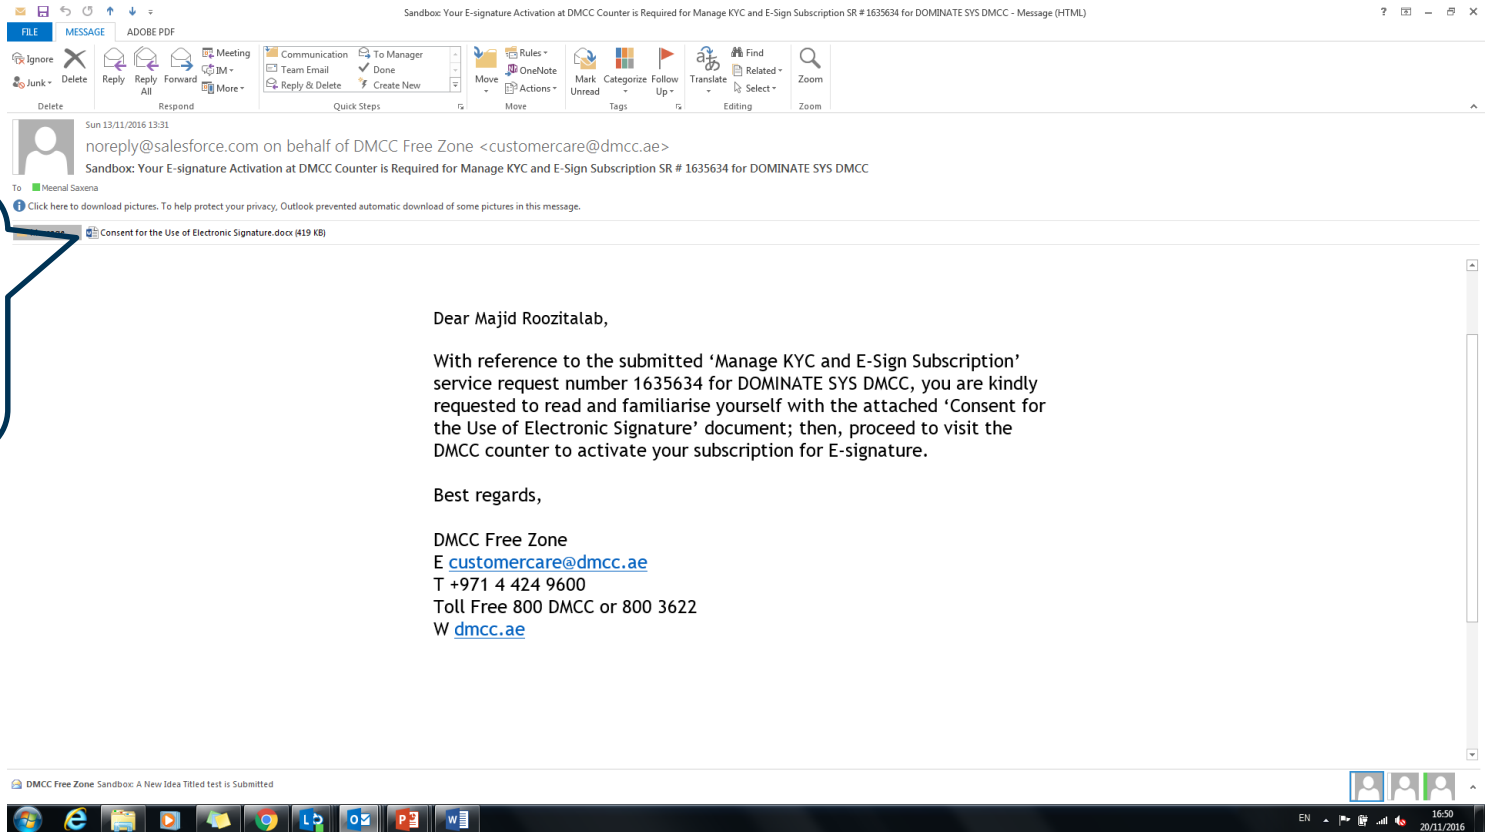 Sandbox: Your E-signature Activation at DMCC Counter is Required for Manage KYC and E-Sign Subscription SR # 1635634 for DOMINATE SYS DMCC - Message (HTML)
FILE MESSAGE ADOBE PDF
Ignore
Junk
Delete
Delete
Reply
Reply All
Forward
Meeting
IM
More
Respond
Communication
Team Email
Reply & Delete
To Manager
Done
Create New
Quick Steps
Move
Rules
OneNote
Actions
Move
Mark Unread
Categorize
Follow Up
Tags
Translate
Find
Related
Select
Editing
Zoom
Zoom
Sun 13/11/2016 13:31
noreply@salesforce.com on behalf of DMCC Free Zone <customercare@dmcc.ae>
Sandbox: Your E-signature Activation at DMCC Counter is Required for Manage KYC and E-Sign Subscription SR # 1635634 for DOMINATE SYS DMCC
To Meenal Saxena
Click here to download pictures. To help protect your privacy, Outlook prevented automatic download of some pictures in this message.
Consent for the Use of Electronic Signature.docx (419 KB)
Dear Majid Roozitalab,
With reference to the submitted ‘Manage KYC and E-Sign Subscription’
service request number 1635634 for DOMINATE SYS DMCC, you are kindly
requested to read and familiarise yourself with the attached ‘Consent for
the Use of Electronic Signature’ document; then, proceed to visit the
DMCC counter to activate your subscription for E-signature.
Best regards,
DMCC Free Zone
E customercare@dmcc.ae
T +971 4 424 9600
Toll Free 800 DMCC or 800 3622
W dmcc.ae
DMCC Free Zone Sandbox: A New Idea Titled test is Submitted
EN
16:50
20/11/2016